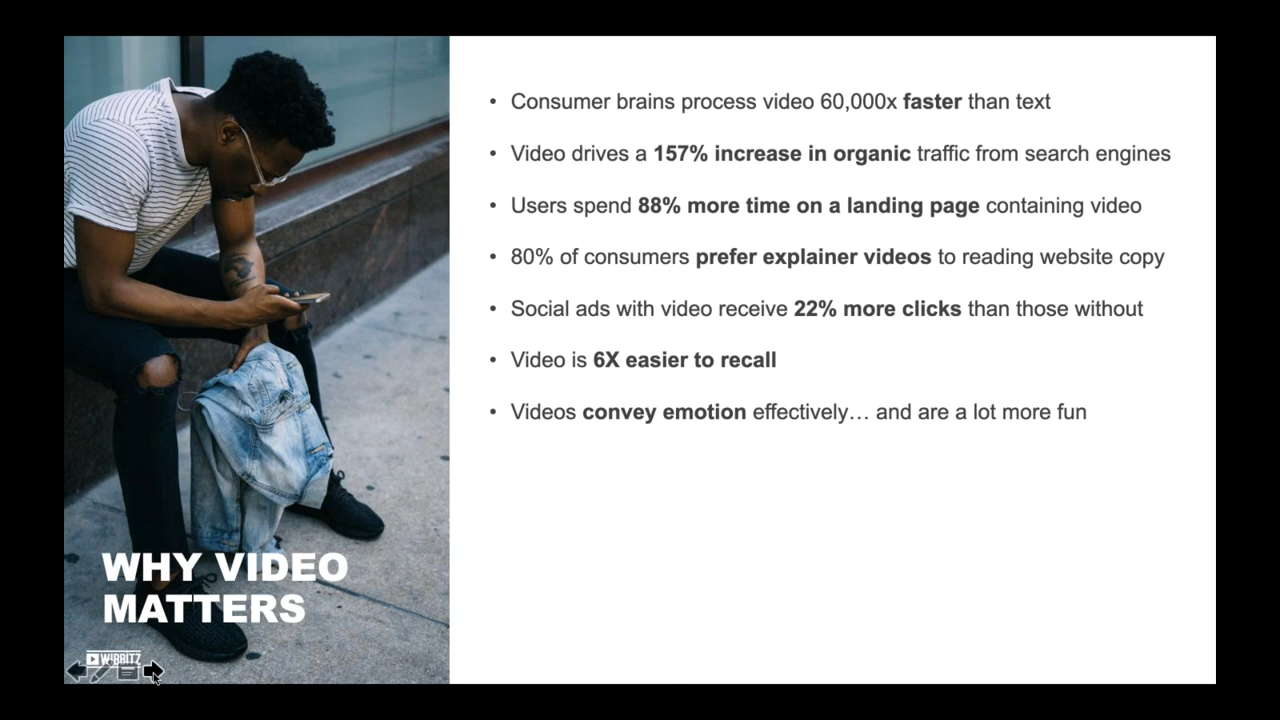 • Consumer brains process video 60,000x faster than text
• Video drives a 157% increase in organic traffic from search engines
• Users spend 88% more time on a landing page containing video
• 80% of consumers prefer explainer videos to reading website copy
• Social ads with video receive 22% more clicks than those without
• Video is 6X easier to recall
• Videos convey emotion effectively… and are a lot more fun
WHY VIDEO
MATTERS
WIBBITZ